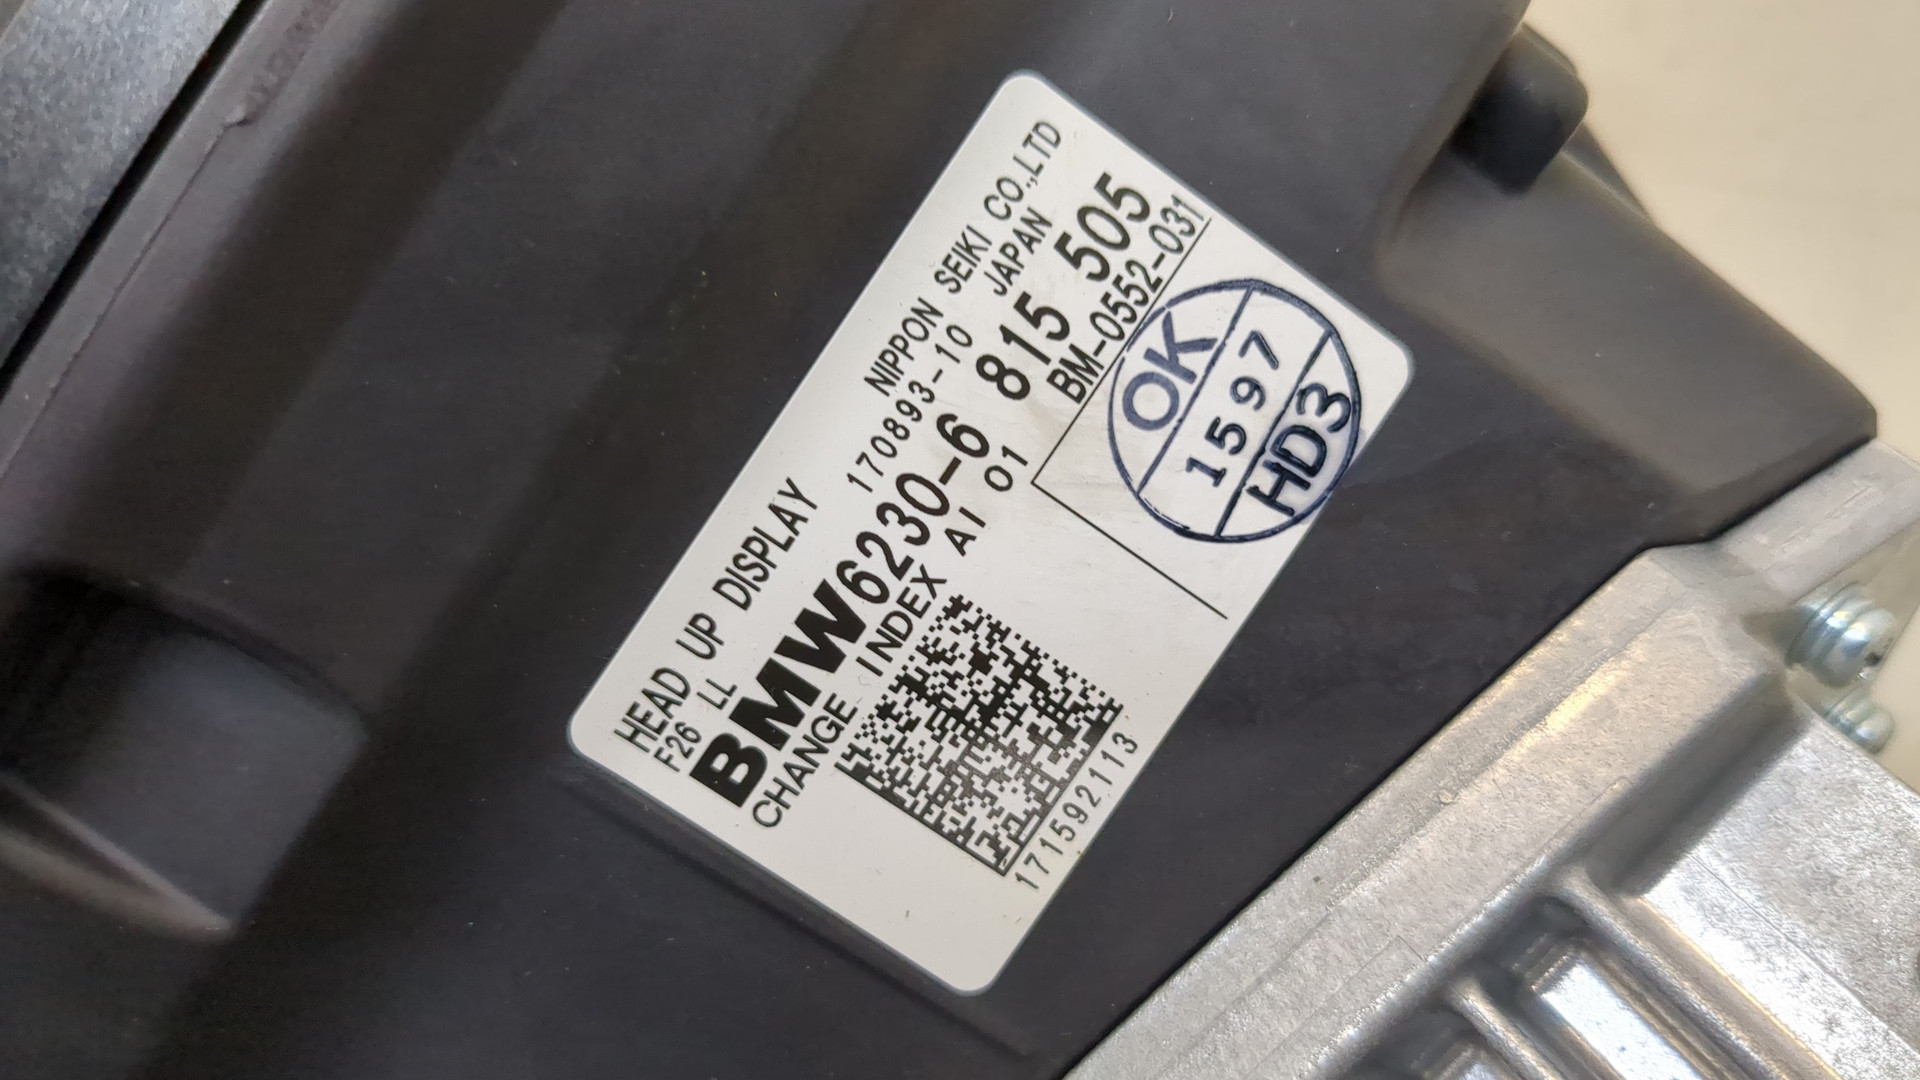 HEAD UP DISPLAY NIPPON SEIKI CO.,LTD
F26 LL 170893-10 JAPAN
BMW6230-6 815 505
CHANGE INDEX AI 01 BM-0552-031
171592113
OK
1597
HD3